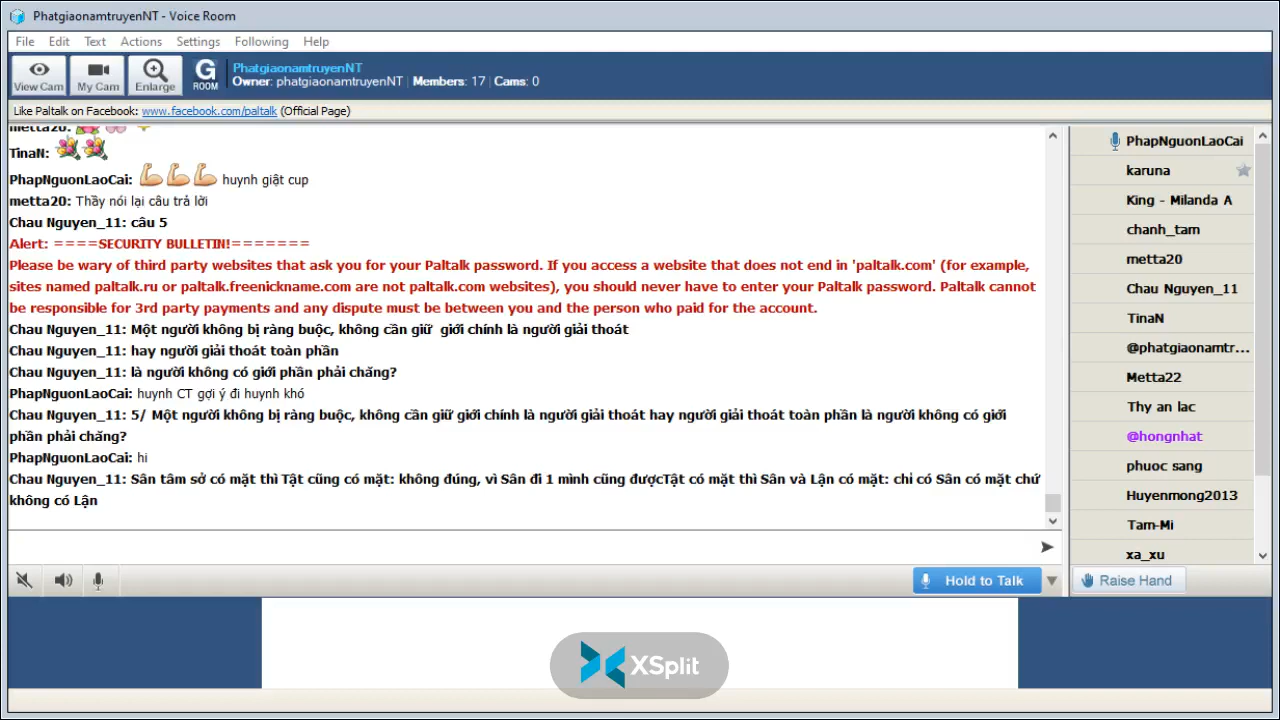 PhatgiaonamtruyenNT - Voice Room
File Edit Text Actions Settings Following Help
View Cam My Cam Enlarge G ROOM
PhatgiaonamtruyenNT
Owner: phatgiaonamtruyenNT | Members: 17 | Cams: 0
Like Paltalk on Facebook: www.facebook.com/paltalk (Official Page)
metta20:
TinaN:
PhapNguonLaoCai: huynh giật cup
metta20: Thầy nói lại câu trả lời
Chau Nguyen_11: câu 5
Alert: ====SECURITY BULLETIN!=======
Please be wary of third party websites that ask you for your Paltalk password. If you access a website that does not end in 'paltalk.com' (for example,
sites named paltalk.ru or paltalk.freenickname.com are not paltalk.com websites), you should never have to enter your Paltalk password. Paltalk cannot
be responsible for 3rd party payments and any dispute must be between you and the person who paid for the account.
Chau Nguyen_11: Một người không bị ràng buộc, không cần giữ giới chính là người giải thoát
Chau Nguyen_11: hay người giải thoát toàn phần
Chau Nguyen_11: là người không có giới phần phải chăng?
PhapNguonLaoCai: huynh CT gợi ý đi huynh khó
Chau Nguyen_11: 5/ Một người không bị ràng buộc, không cần giữ giới chính là người giải thoát hay người giải thoát toàn phần là người không có giới
phần phải chăng?
PhapNguonLaoCai: hi
Chau Nguyen_11: Sân tâm sở có mặt thì Tật cũng có mặt: không đúng, vì Sân đi 1 mình cũng đượcTật có mặt thì Sân và Lận có mặt: chỉ có Sân có mặt chứ
không có Lận
Hold to Talk
PhapNguonLaoCai
karuna
King - Milanda A
chanh_tam
metta20
Chau Nguyen_11
TinaN
@phatgiaonamtr...
Metta22
Thy an lac
@hongnhat
phuoc sang
Huyenmong2013
Tam-Mi
xa_xu
Raise Hand
XSplit